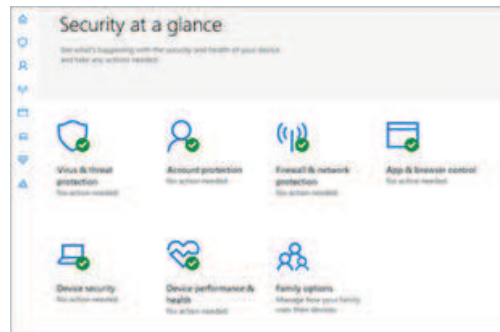 Security at a glance
See what's happening with the security and health of your device
and take any actions needed.
Virus & threat
protection
No action needed.
Account protection
No action needed.
Firewall & network
protection
No action needed.
App & browser control
No action needed.
Device security
No action needed.
Device performance &
health
No action needed.
Family options
Manage how your family
uses their devices.